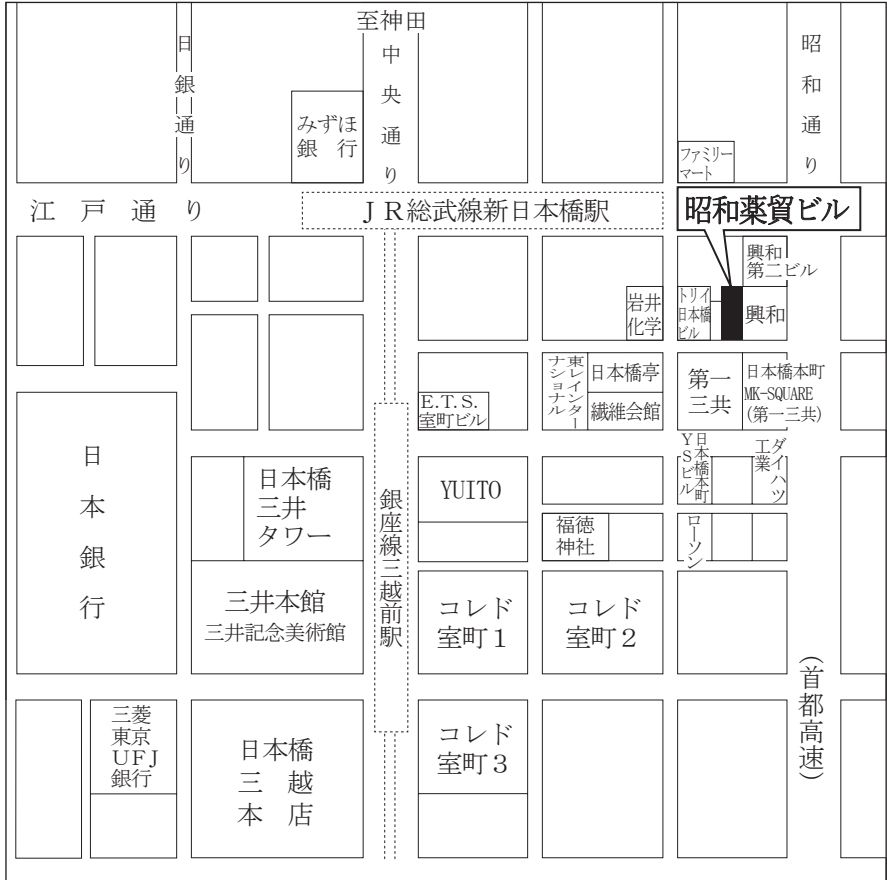 至神田
日銀通り
中央通り
昭和通り
みずほ
銀行
ファミリー
マート
江戸通り
JR総武線新日本橋駅
昭和薬貿ビル
興和
第二ビル
岩井
化学
トリイ
日本橋
ビル
興和
東レインター
ナショナル
日本橋亭
繊維会館
第一
三共
日本橋本町
MK-SQUARE
(第一三共)
E.T.S.
室町ビル
日本銀行
日本橋
三井
タワー
銀座線三越前駅
YUITO
日本橋本町
YSビル
ダイハツ
工業
福徳
神社
ローソン
三井本館
三井記念美術館
コレド
室町1
コレド
室町2
(首都高速)
三菱
東京
UFJ
銀行
日本橋
三越
本店
コレド
室町3